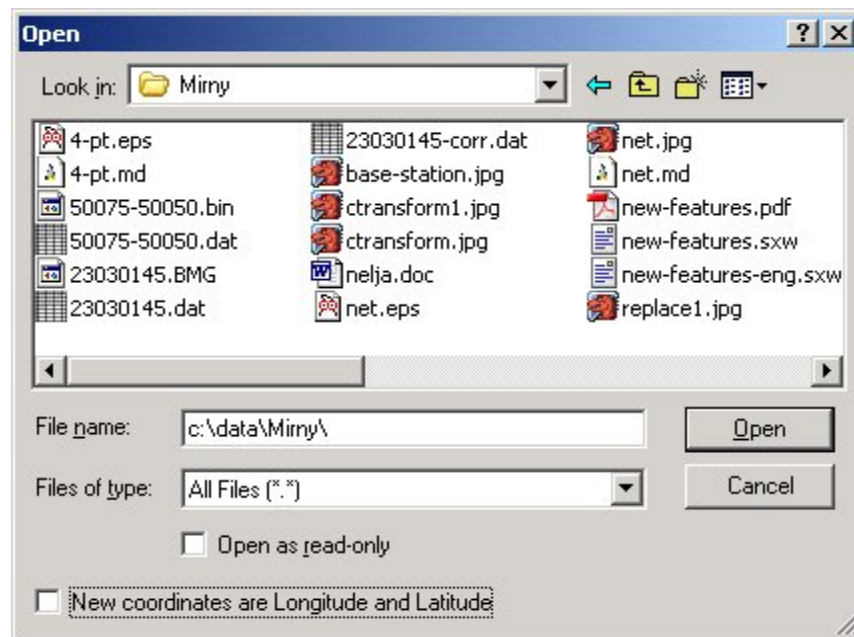 Open
Look in: Mirny
4-pt.eps
4-pt.md
50075-50050.bin
50075-50050.dat
23030145.BMG
23030145.dat
23030145-corr.dat
base-station.jpg
ctransform1.jpg
ctransform.jpg
nelja.doc
net.eps
net.jpg
net.md
new-features.pdf
new-features.sxw
new-features-eng.sxw
replace1.jpg
File name: c:\data\Mirny\ Open
Files of type: All Files (*.*) Cancel
Open as read-only
New coordinates are Longitude and Latitude